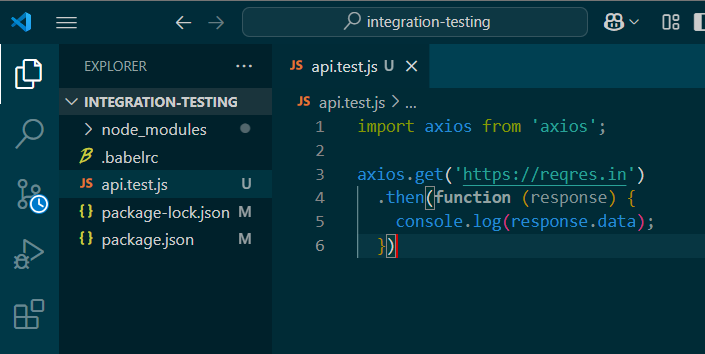 integration-testing
EXPLORER ...
INTEGRATION-TESTING
node_modules
.babelrc
JS api.test.js U
{} package-lock.json M
{} package.json M
JS api.test.js U
JS api.test.js > ...
1 import axios from 'axios';
2
3 axios.get('https://reqres.in')
4 .then(function (response) {
5 console.log(response.data);
6 })